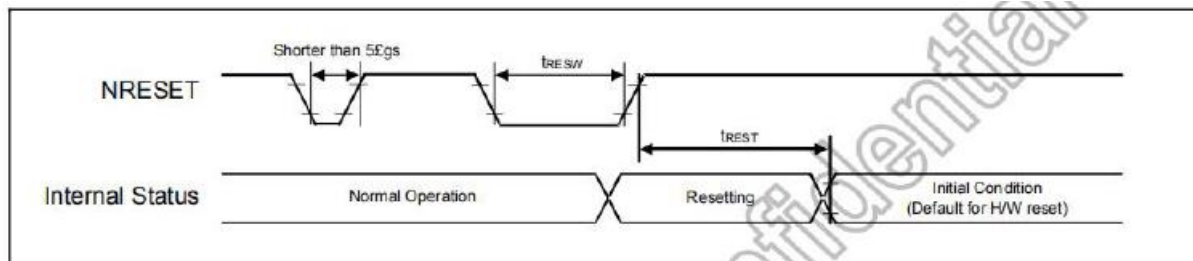 Shorter than 5£gs
tRESW
NRESET
tREST
Internal Status
Normal Operation
Resetting
Initial Condition
(Default for H/W reset)